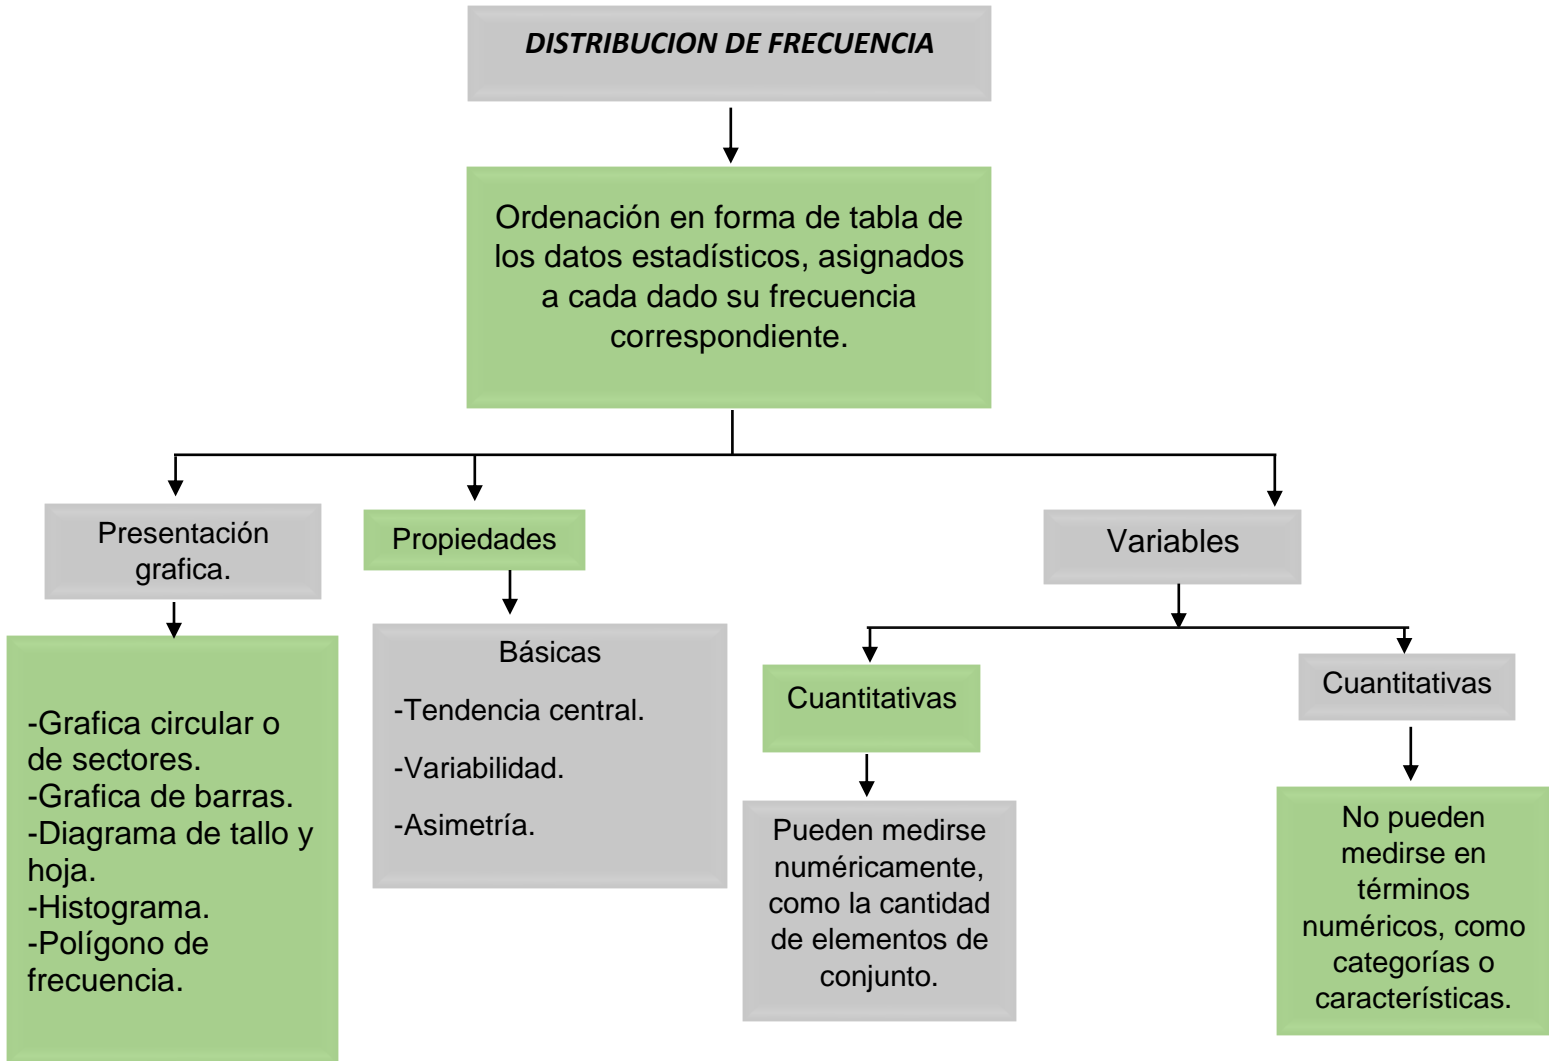 DISTRIBUCION DE FRECUENCIA
Ordenación en forma de tabla de
los datos estadísticos, asignados
a cada dado su frecuencia
correspondiente.
Presentación
grafica.
-Grafica circular o
de sectores.
-Grafica de barras.
-Diagrama de tallo y
hoja.
-Histograma.
-Polígono de
frecuencia.
Propiedades
Básicas
-Tendencia central.
-Variabilidad.
-Asimetría.
Variables
Cuantitativas
Pueden medirse
numéricamente,
como la cantidad
de elementos de
conjunto.
Cuantitativas
No pueden
medirse en
términos
numéricos, como
categorías o
características.